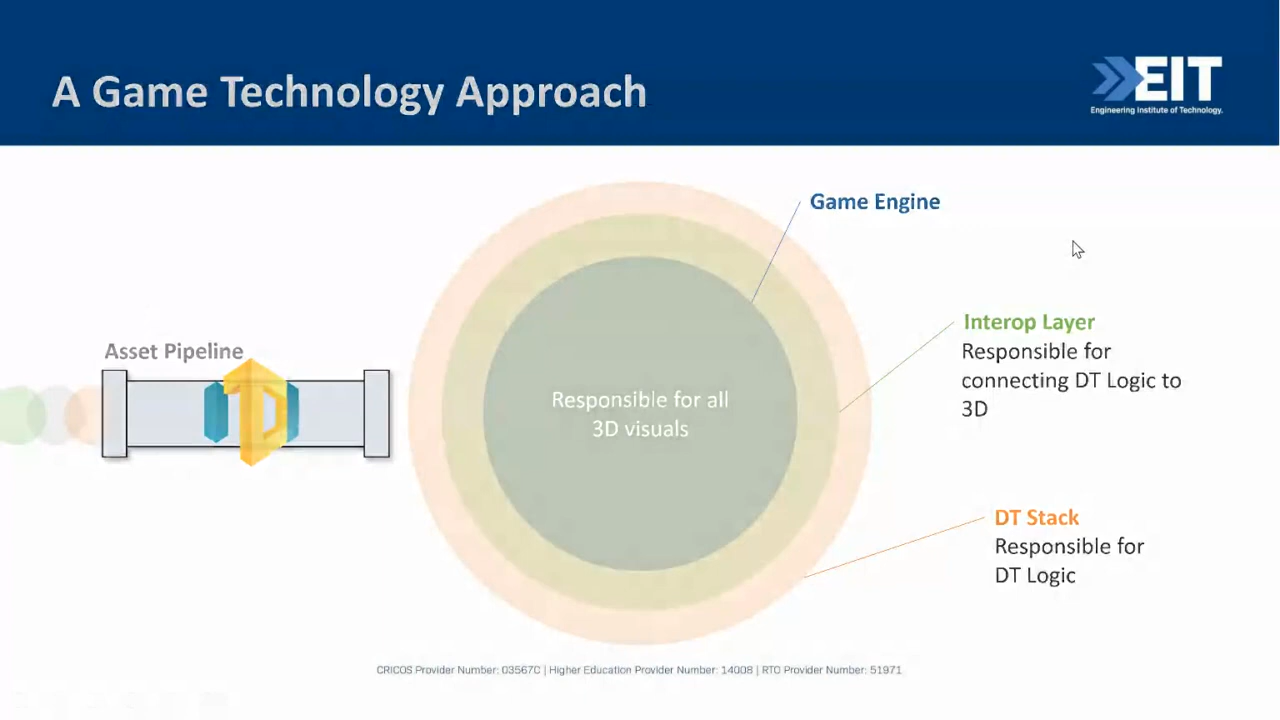 A Game Technology Approach
EIT
Engineering Institute of Technology.
Game Engine
Interop Layer
Responsible for
connecting DT Logic to
3D
Asset Pipeline
Responsible for all
3D visuals
DT Stack
Responsible for
DT Logic
CRICOS Provider Number: 03567C | Higher Education Provider Number: 14008 | RTO Provider Number: 51971